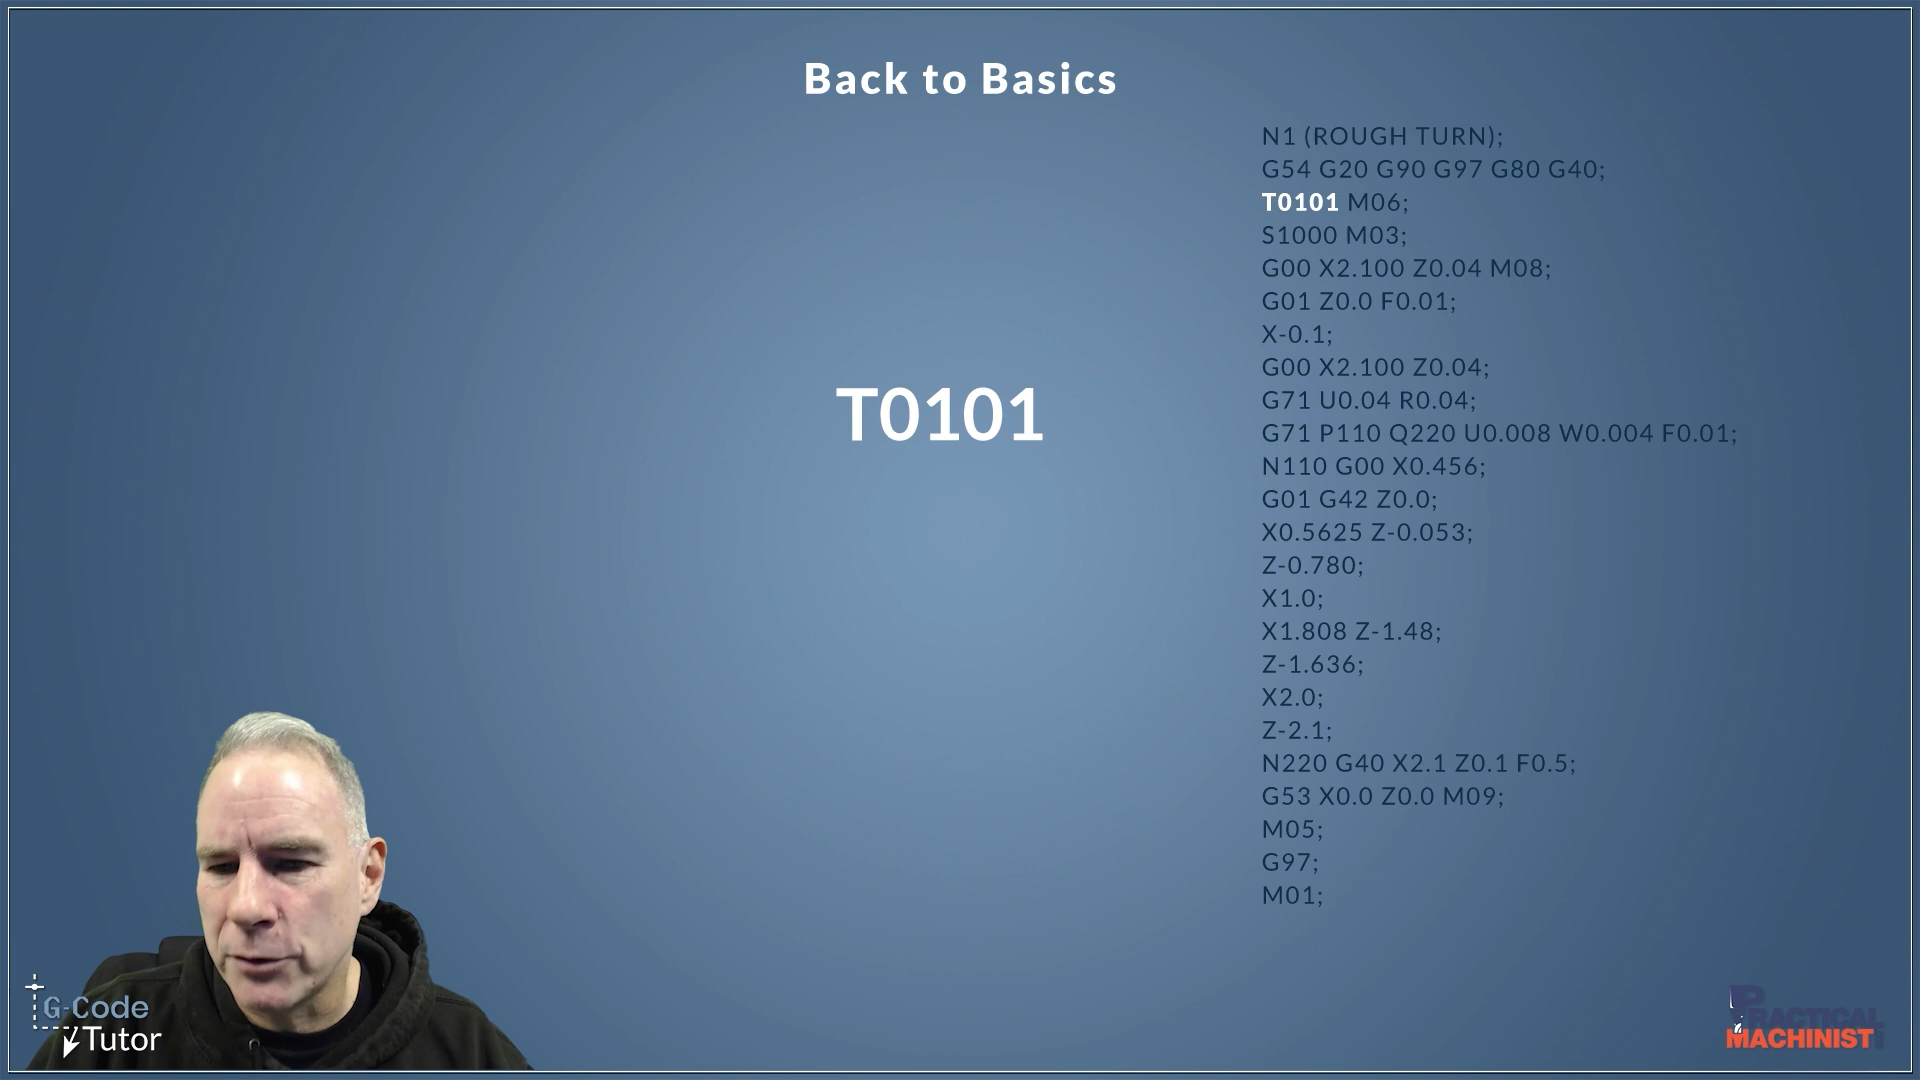 Back to Basics
N1 (ROUGH TURN);
G54 G20 G90 G97 G80 G40;
T0101 M06;
S1000 M03;
G00 X2.100 Z0.04 M08;
G01 Z0.0 F0.01;
X-0.1;
G00 X2.100 Z0.04;
G71 U0.04 R0.04;
G71 P110 Q220 U0.008 W0.004 F0.01;
N110 G00 X0.456;
G01 G42 Z0.0;
X0.5625 Z-0.053;
Z-0.780;
X1.0;
X1.808 Z-1.48;
Z-1.636;
X2.0;
Z-2.1;
N220 G40 X2.1 Z0.1 F0.5;
G53 X0.0 Z0.0 M09;
M05;
G97;
M01;
T0101
G-Code
Tutor
PRACTICAL
MACHINIST